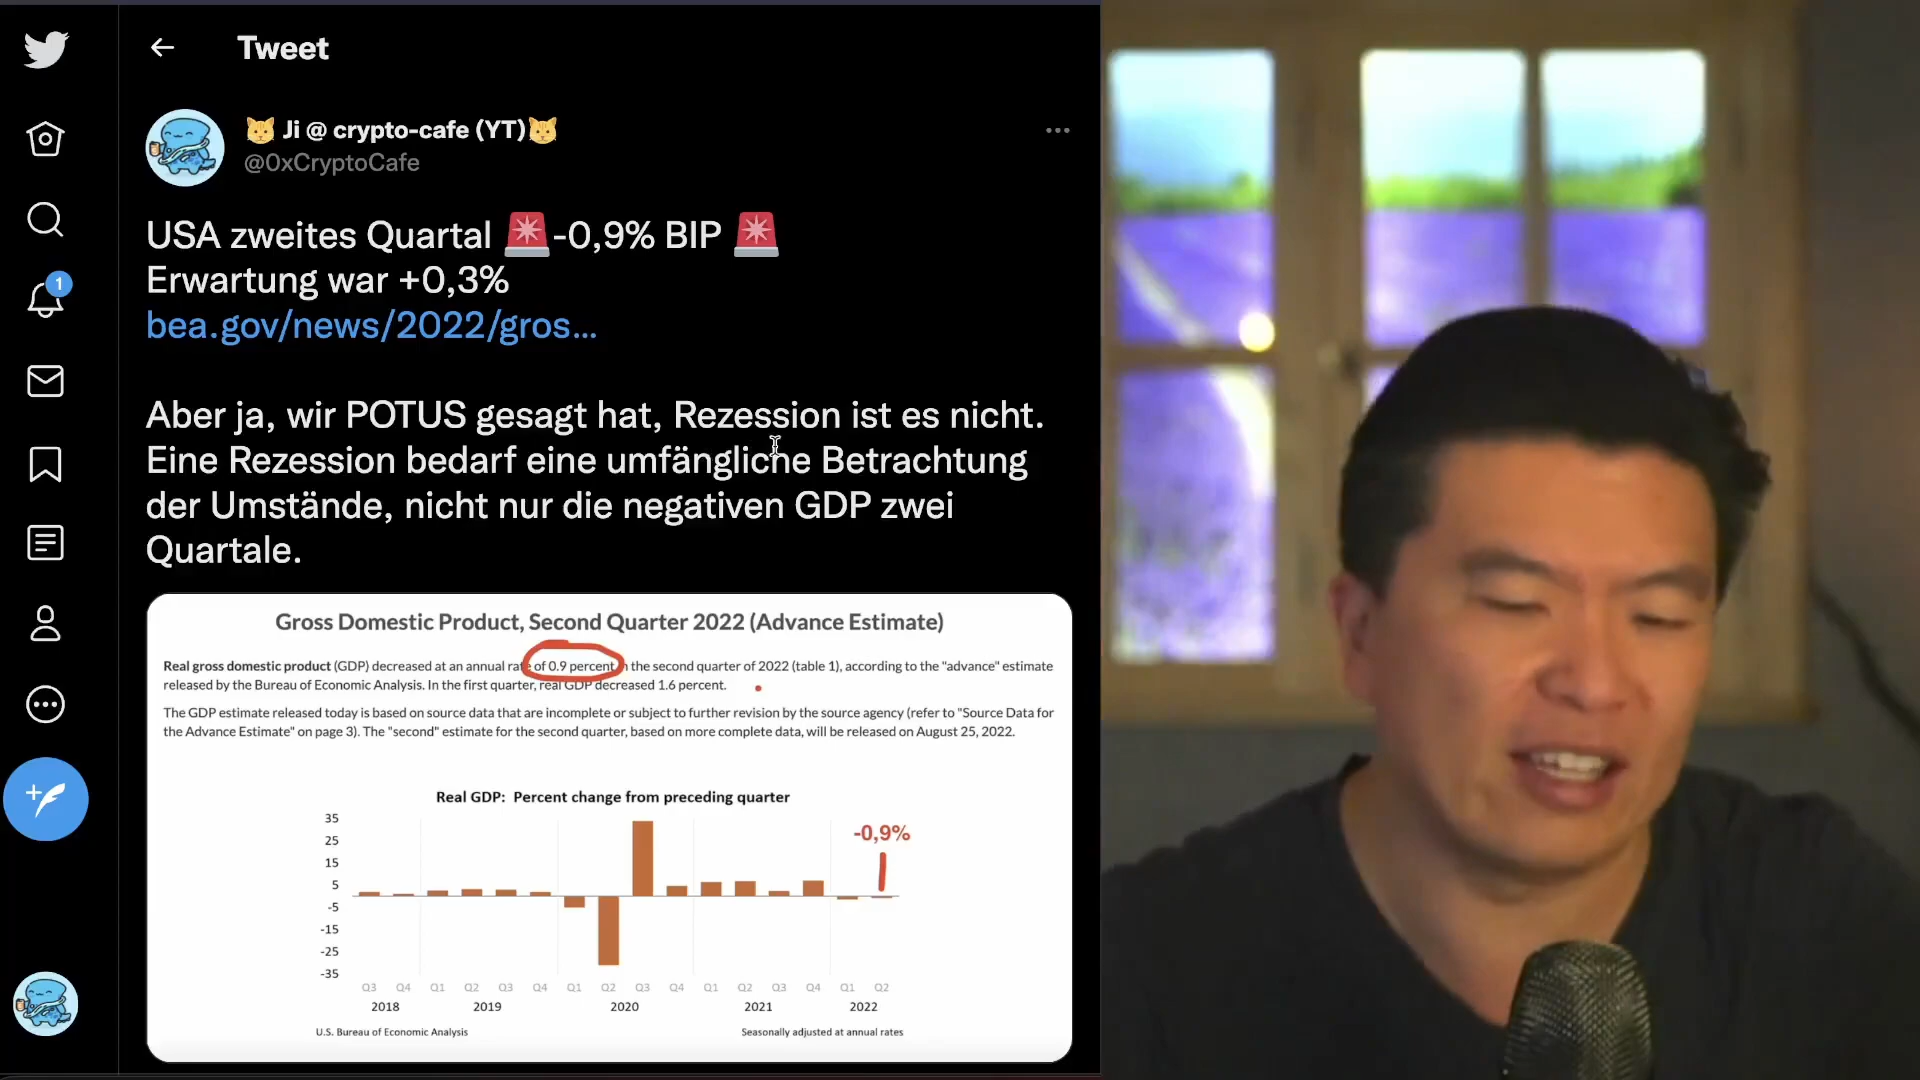 Tweet
🐱 Ji @ crypto-cafe (YT)🐱
@0xCryptoCafe
1
USA zweites Quartal 🚨-0,9% BIP 🚨
Erwartung war +0,3%
bea.gov/news/2022/gros...
Aber ja, wir POTUS gesagt hat, Rezession ist es nicht.
Eine Rezession bedarf eine umfängliche Betrachtung
der Umstände, nicht nur die negativen GDP zwei
Quartale.
Gross Domestic Product, Second Quarter 2022 (Advance Estimate)
Real gross domestic product (GDP) decreased at an annual rate of 0.9 percent in the second quarter of 2022 (table 1), according to the "advance" estimate
released by the Bureau of Economic Analysis. In the first quarter, real GDP decreased 1.6 percent.
The GDP estimate released today is based on source data that are incomplete or subject to further revision by the source agency (refer to "Source Data for
the Advance Estimate" on page 3). The "second" estimate for the second quarter, based on more complete data, will be released on August 25, 2022.
Real GDP: Percent change from preceding quarter
-0,9%
35
25
15
5
-5
-15
-25
-35
Q3 Q4 Q1 Q2 Q3 Q4 Q1 Q2 Q3 Q4 Q1 Q2 Q3 Q4 Q1 Q2
2018 2019 2020 2021 2022
U.S. Bureau of Economic Analysis Seasonally adjusted at annual rates